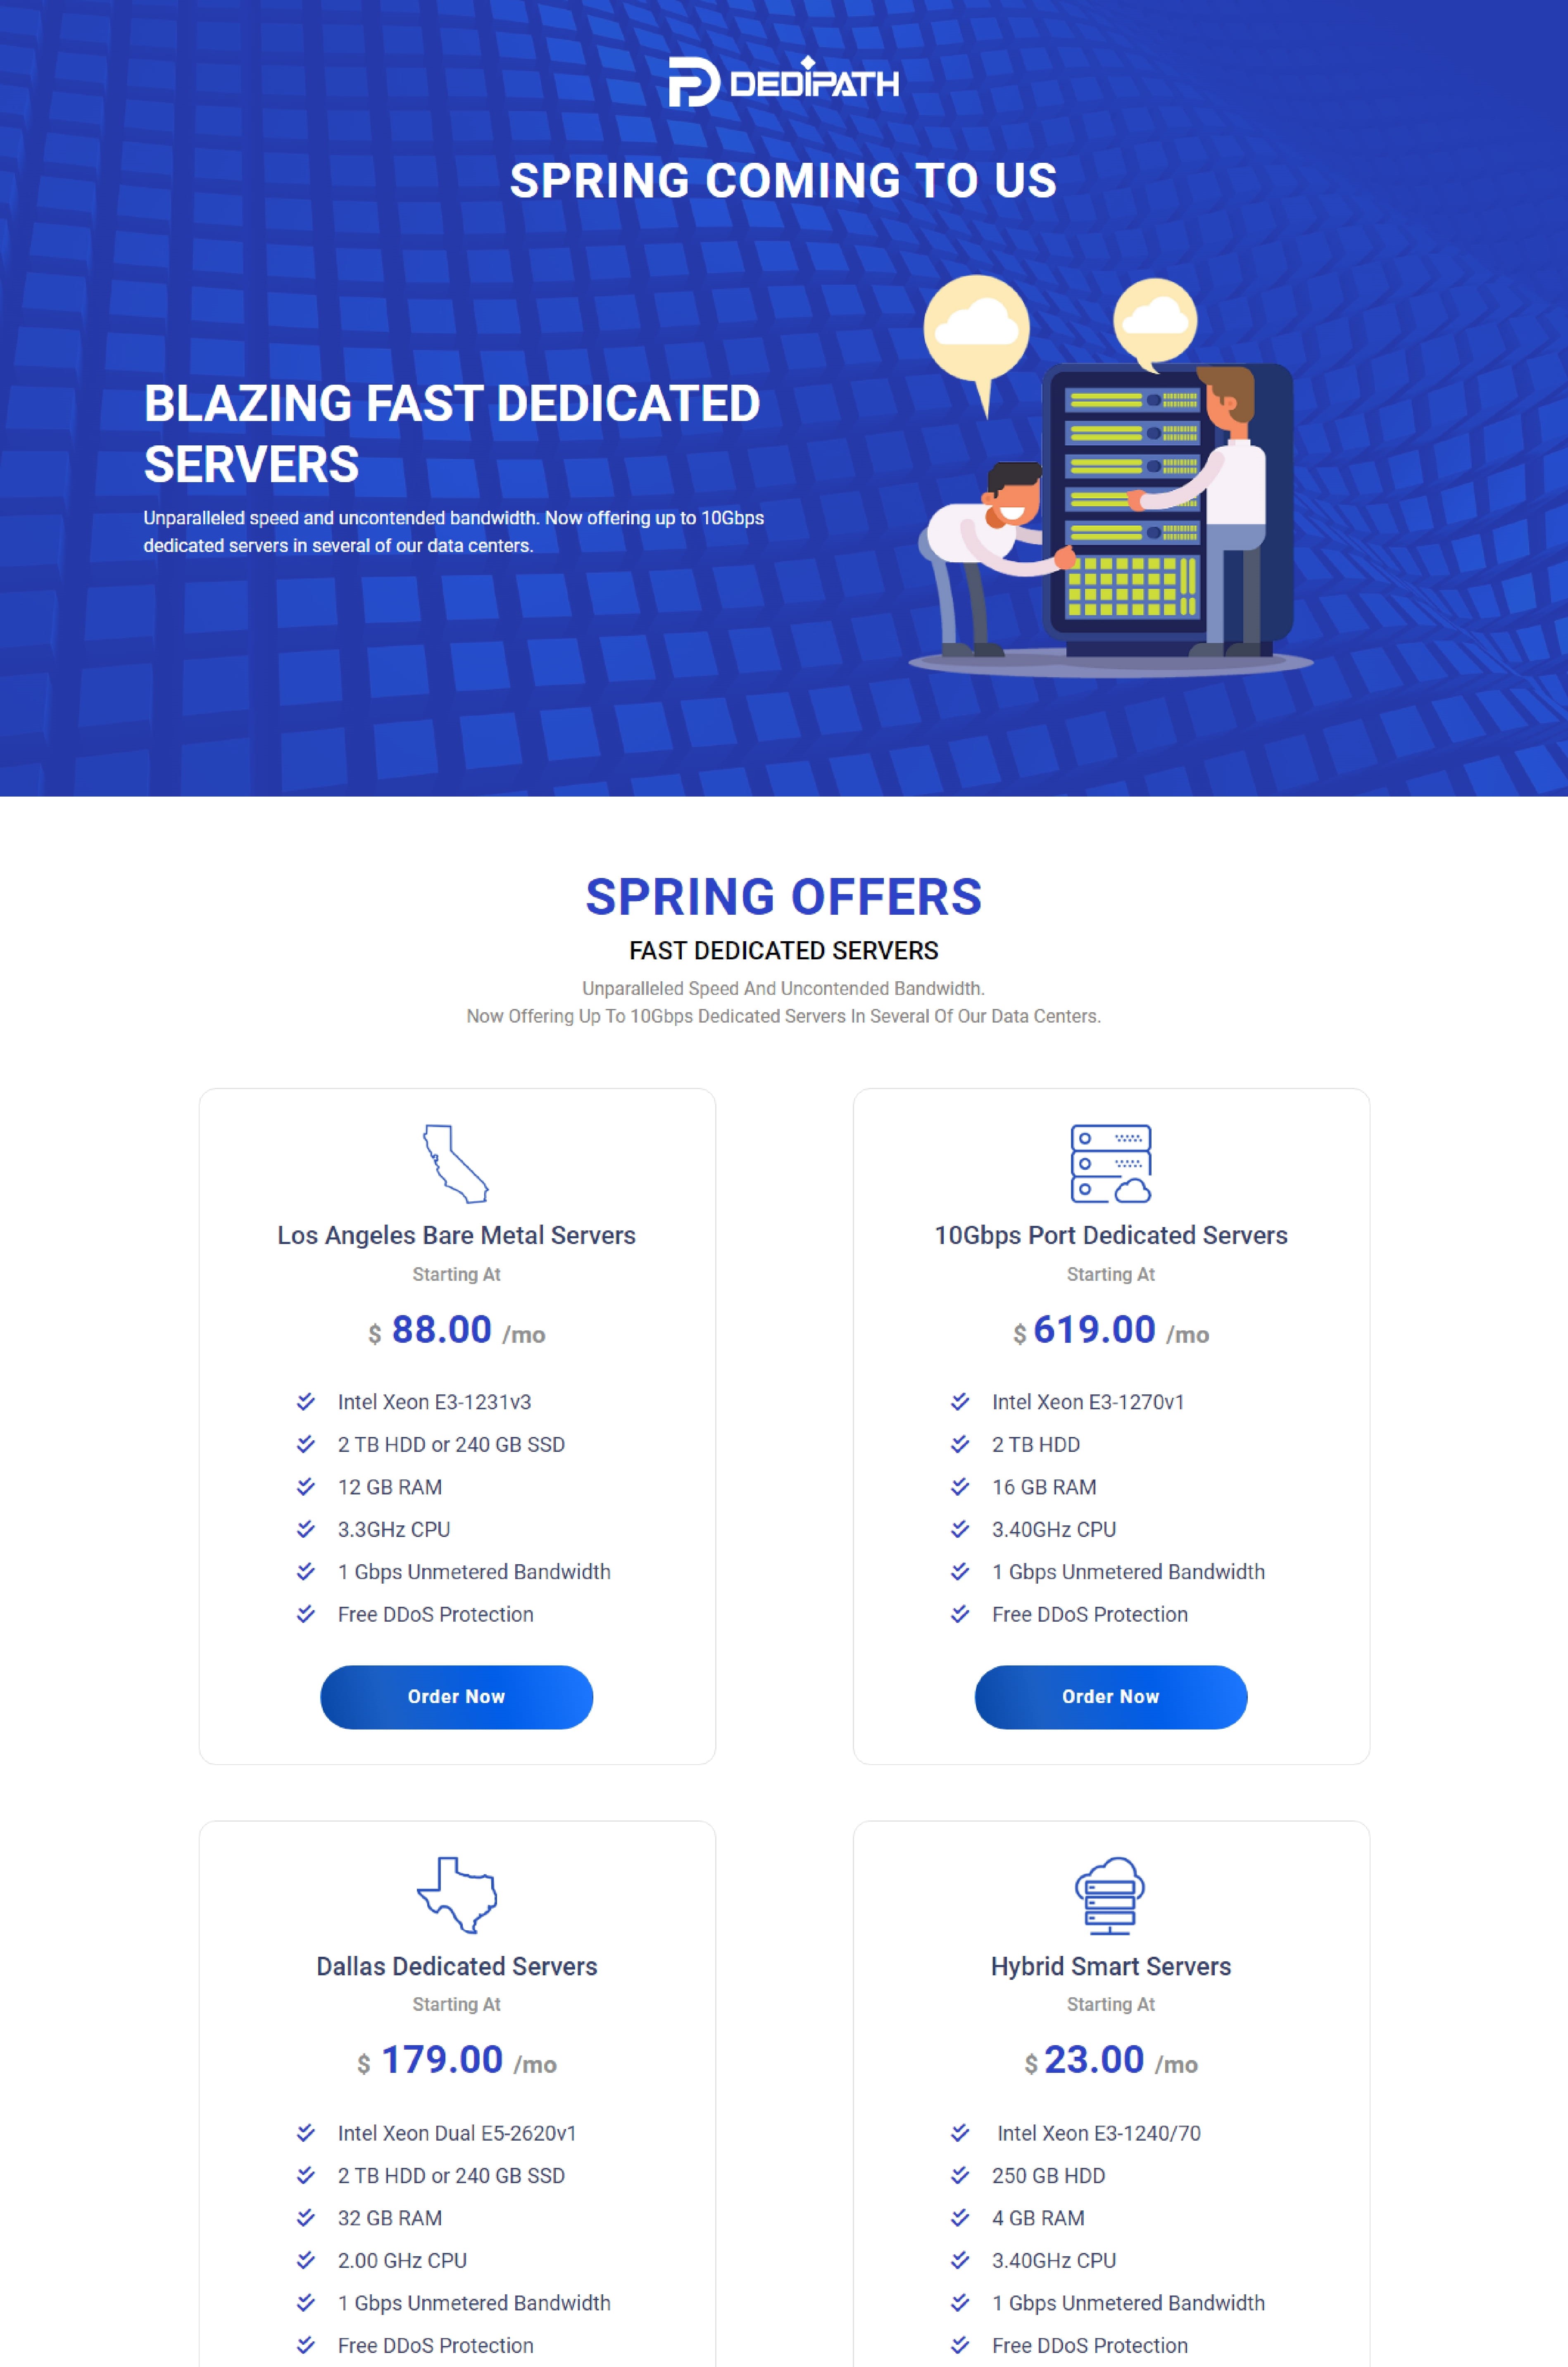 DEDIPATH
SPRING COMING TO US
BLAZING FAST DEDICATED
SERVERS
Unparalleled speed and uncontended bandwidth. Now offering up to 10Gbps
dedicated servers in several of our data centers.
SPRING OFFERS
FAST DEDICATED SERVERS
Unparalleled Speed And Uncontended Bandwidth.
Now Offering Up To 10Gbps Dedicated Servers In Several Of Our Data Centers.
Los Angeles Bare Metal Servers
Starting At
$ 88.00 /mo
Intel Xeon E3-1231v3
2 TB HDD or 240 GB SSD
12 GB RAM
3.3GHz CPU
1 Gbps Unmetered Bandwidth
Free DDoS Protection
Order Now
10Gbps Port Dedicated Servers
Starting At
$ 619.00 /mo
Intel Xeon E3-1270v1
2 TB HDD
16 GB RAM
3.40GHz CPU
1 Gbps Unmetered Bandwidth
Free DDoS Protection
Order Now
Dallas Dedicated Servers
Starting At
$ 179.00 /mo
Intel Xeon Dual E5-2620v1
2 TB HDD or 240 GB SSD
32 GB RAM
2.00 GHz CPU
1 Gbps Unmetered Bandwidth
Free DDoS Protection
Hybrid Smart Servers
Starting At
$ 23.00 /mo
Intel Xeon E3-1240/70
250 GB HDD
4 GB RAM
3.40GHz CPU
1 Gbps Unmetered Bandwidth
Free DDoS Protection